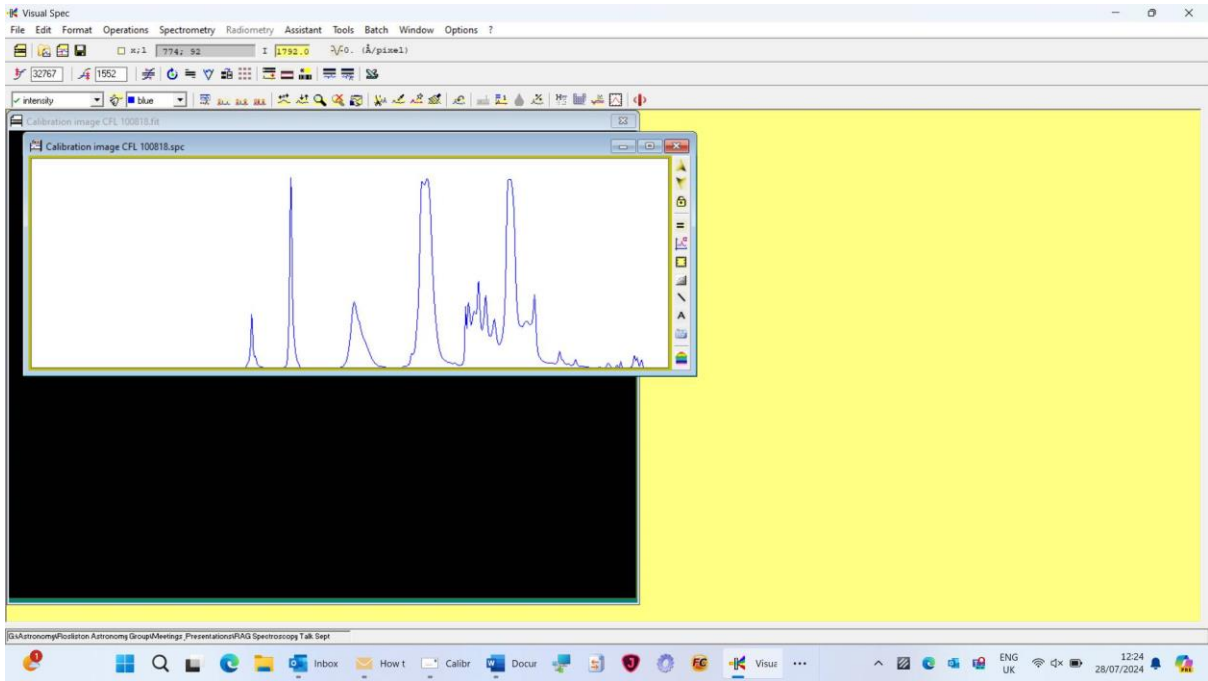 Visual Spec
File Edit Format Operations Spectrometry Radiometry Assistant Tools Batch Window Options ?
x;1 774; 92 I 1792.0 0. (Å/pixel)
32767 1552
intensity blue
Calibration image CFL 100818.fit
Calibration image CFL 100818.spc
A
G:\Astronomy\Rosliston Astronomy Group\Meetings_Presentations\RAG Spectroscopy Talk Sept
1 Inbox How t Calibr Docur FC Visua ... ENG 12:24
UK 28/07/2024